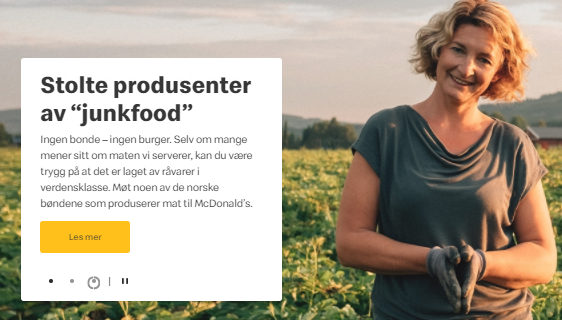 Stolte produsenter
av “junkfood”
Ingen bonde – ingen burger. Selv om mange
mener sitt om maten vi serverer, kan du være
trygg på at det er laget av råvarer i
verdensklasse. Møt noen av de norske
bøndene som produserer mat til McDonald’s.
Les mer